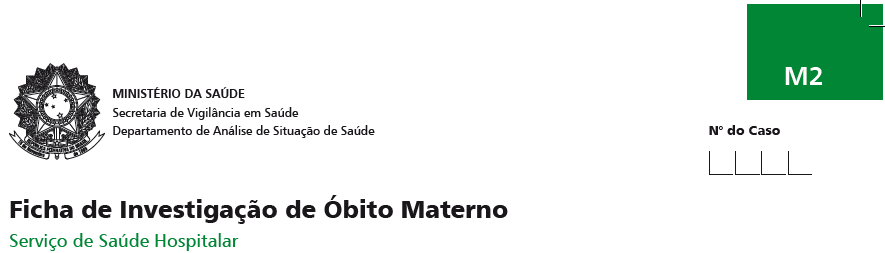 M2
MINISTÉRIO DA SAÚDE
Secretaria de Vigilância em Saúde
Departamento de Análise de Situação de Saúde
N° do Caso
Ficha de Investigação de Óbito Materno
Serviço de Saúde Hospitalar